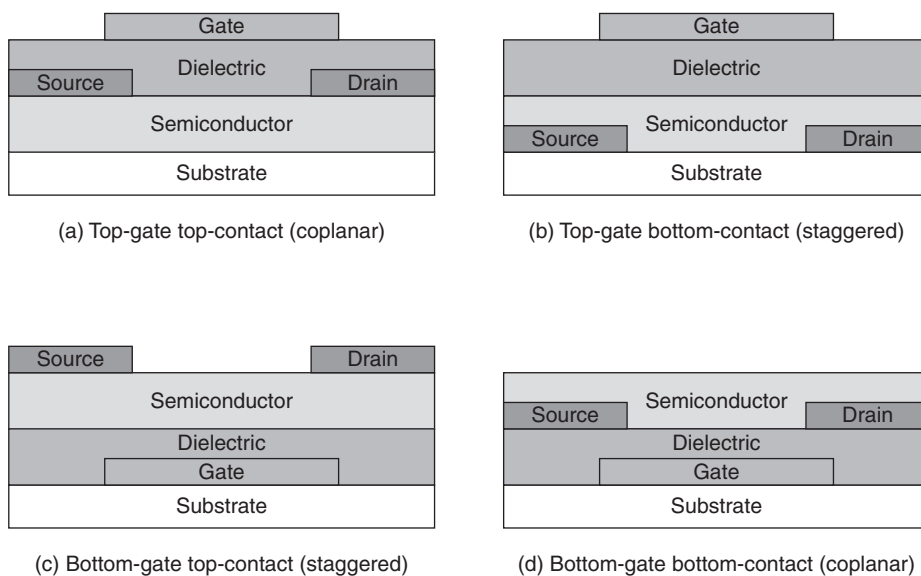 Gate
Dielectric
Source
Drain
Semiconductor
Substrate
(a) Top-gate top-contact (coplanar)
Gate
Dielectric
Semiconductor
Source
Drain
Substrate
(b) Top-gate bottom-contact (staggered)
Source
Drain
Semiconductor
Dielectric
Gate
Substrate
(c) Bottom-gate top-contact (staggered)
Semiconductor
Source
Drain
Dielectric
Gate
Substrate
(d) Bottom-gate bottom-contact (coplanar)